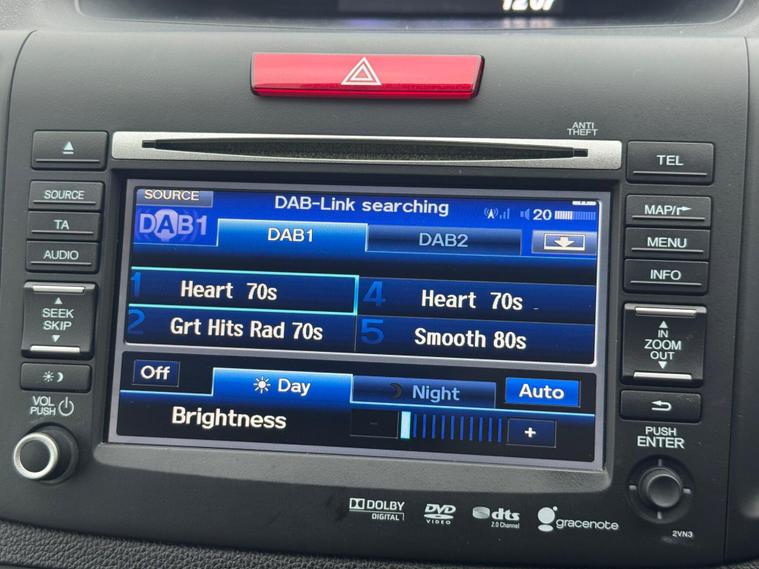 1207
ANTI
THEFT
SOURCE
TA
AUDIO
SEEK
SKIP
VOL
PUSH
TEL
MAP/
MENU
INFO
IN
ZOOM
OUT
PUSH
ENTER
2VN3
SOURCE
DAB-Link searching
20
DAB1
DAB1
DAB2
1 Heart 70s
4 Heart 70s
2 Grt Hits Rad 70s
5 Smooth 80s
Off
Day
Night
Auto
Brightness
-
+
DOLBY
DIGITAL
DVD
VIDEO
dts
2.0 Channel
gracenote